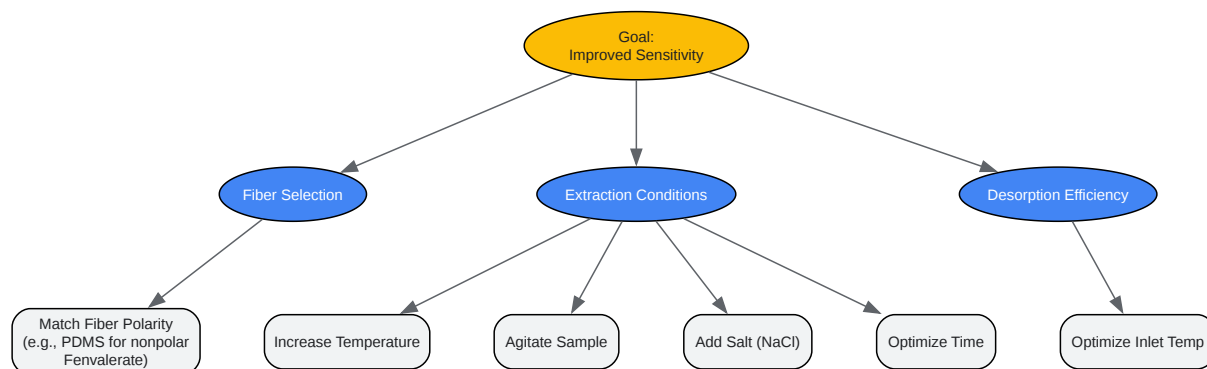 Goal:
Improved Sensitivity
Fiber Selection
Extraction Conditions
Desorption Efficiency
Match Fiber Polarity
(e.g., PDMS for nonpolar
Fenvalerate)
Increase Temperature
Agitate Sample
Add Salt (NaCl)
Optimize Time
Optimize Inlet Temp